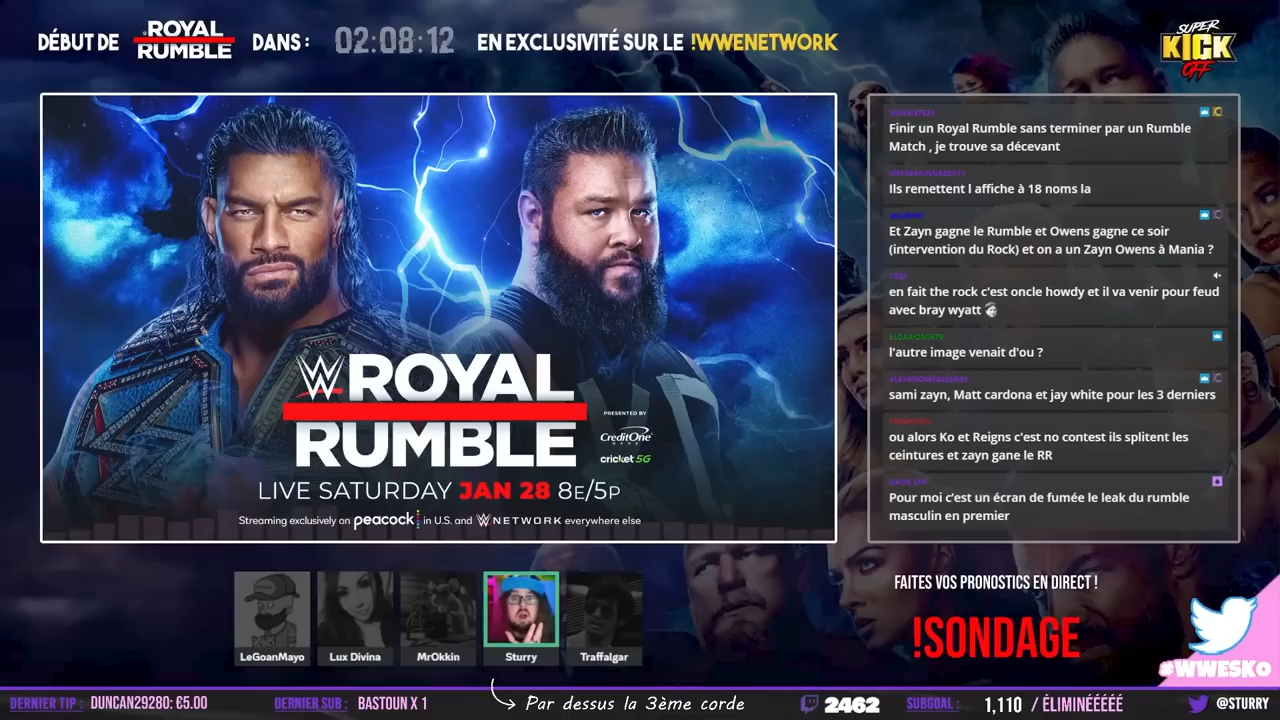 DÉBUT DE ROYAL RUMBLE DANS : 02:08:12 EN EXCLUSIVITÉ SUR LE !WWENETWORK
SUPER KICK OFF
Finir un Royal Rumble sans terminer par un Rumble
Match , je trouve sa décevant
Ils remettent l affiche à 18 noms la
Et Zayn gagne le Rumble et Owens gagne ce soir
(intervention du Rock) et on a un Zayn Owens à Mania ?
en fait the rock c'est oncle howdy et il va venir pour feud
avec bray wyatt
l'autre image venait d'ou ?
sami zayn, Matt cardona et jay white pour les 3 derniers
ou alors Ko et Reigns c'est no contest ils splitent les
ceintures et zayn gane le RR
Pour moi c'est un écran de fumée le leak du rumble
masculin en premier
W ROYAL
RUMBLE
PRESENTED BY
CreditOne
BANK
cricket 5G
LIVE SATURDAY JAN 28 8E/5P
Streaming exclusively on peacock in U.S. and W NETWORK everywhere else
LeGoanMayo
Lux Divina
MrOkkin
Sturry
Traffalgar
FAITES VOS PRONOSTICS EN DIRECT !
!SONDAGE
#WWESKO
DERNIER TIP : DUNCAN29280: €5.00
DERNIER SUB : BASTOUN X 1
Par dessus la 3ème corde
2462
SUBGOAL : 1,110 / ÉLIMINÉÉÉÉÉ
@STURRY